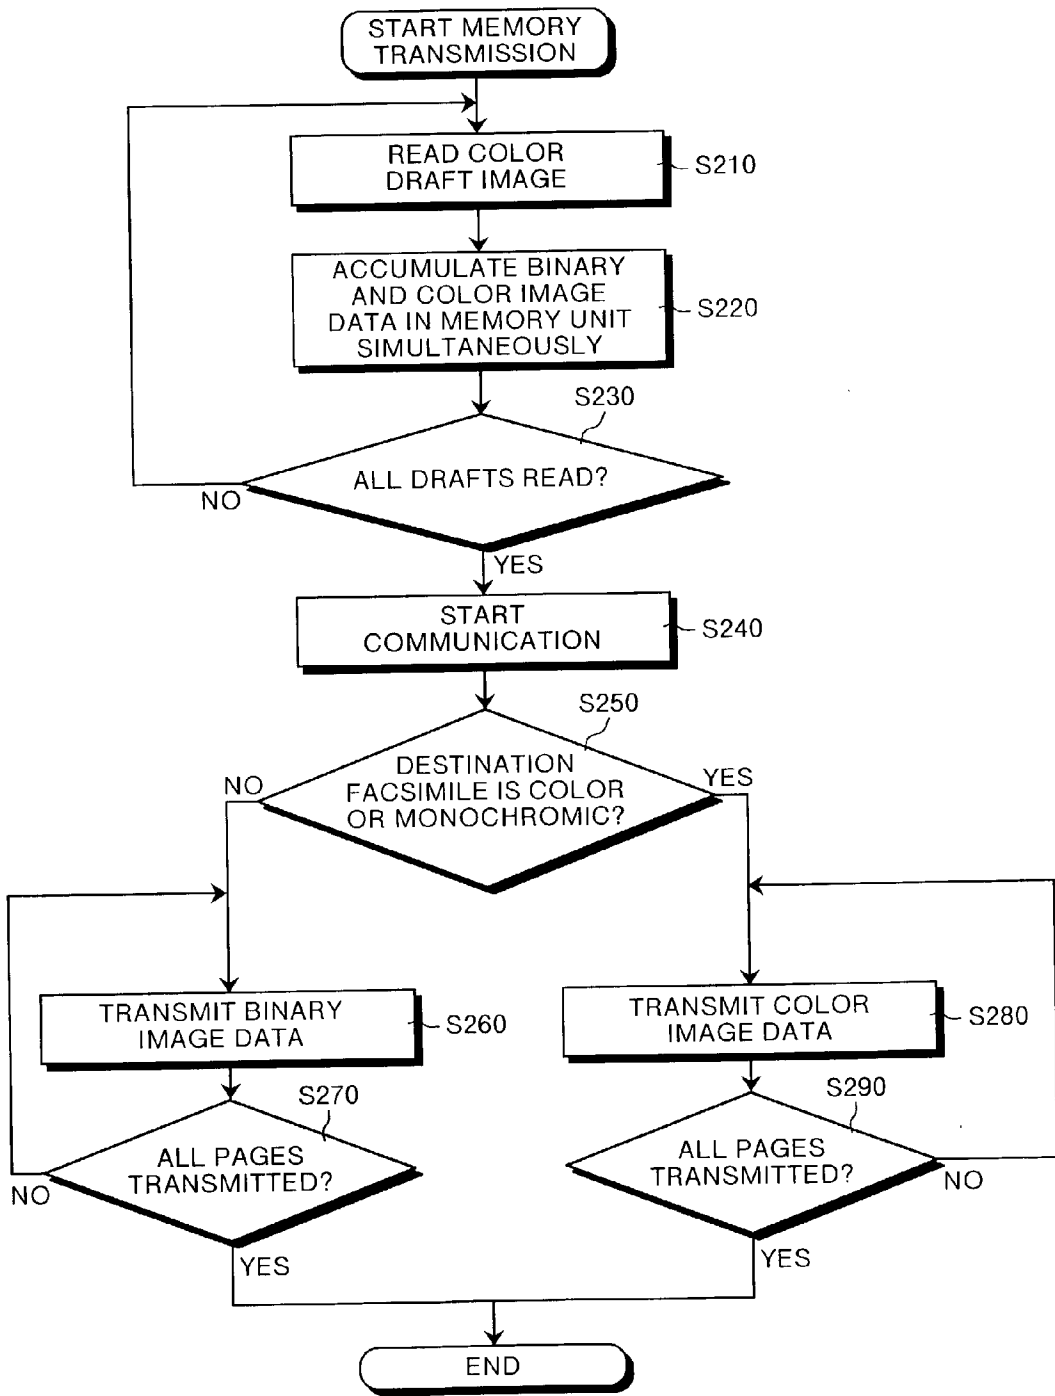 START MEMORY
TRANSMISSION
READ COLOR
DRAFT IMAGE
S210
ACCUMULATE BINARY
AND COLOR IMAGE
DATA IN MEMORY UNIT
SIMULTANEOUSLY
S220
S230
ALL DRAFTS READ?
NO
YES
START
COMMUNICATION
S240
S250
DESTINATION
FACSIMILE IS COLOR
OR MONOCHROMIC?
NO
YES
TRANSMIT BINARY
IMAGE DATA
S260
TRANSMIT COLOR
IMAGE DATA
S280
S270
ALL PAGES
TRANSMITTED?
NO
YES
S290
ALL PAGES
TRANSMITTED?
NO
YES
END